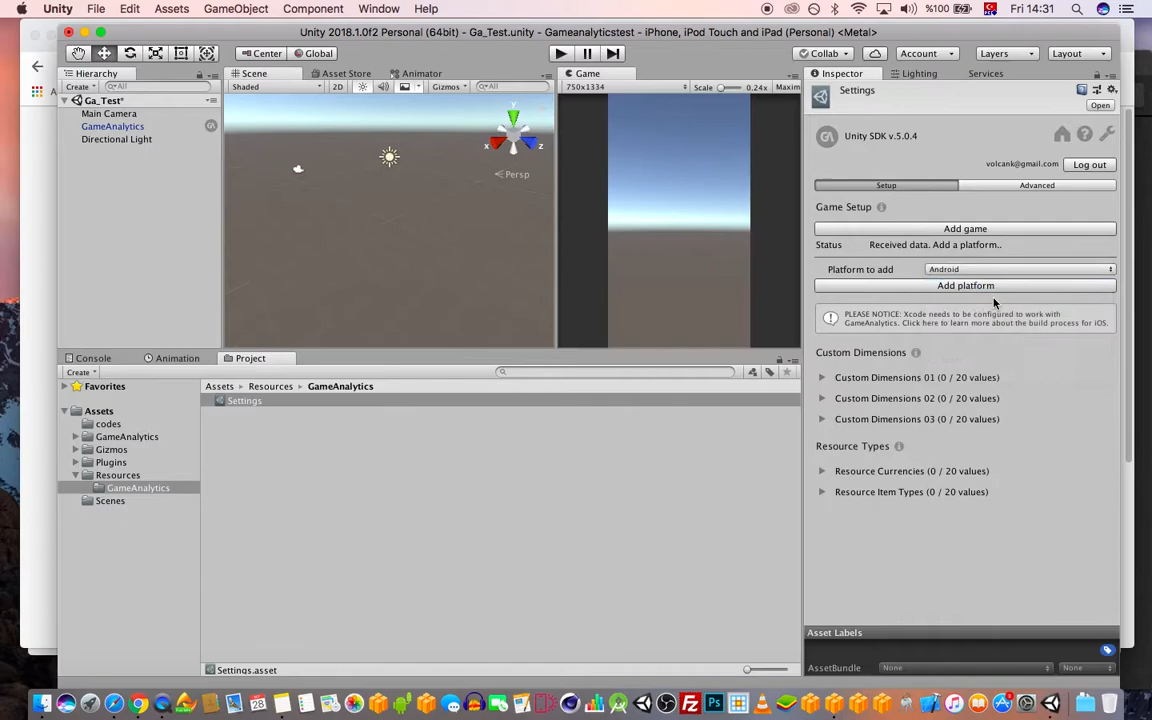 Unity File Edit Assets GameObject Component Window Help %100 Fri 14:31
Unity 2018.1.0f2 Personal (64bit) - Ga_Test.unity - Gameanalyticstest - iPhone, iPod Touch and iPad (Personal) <Metal>
Center Global Collab Account Layers Layout
Hierarchy Scene Asset Store Animator Game Inspector Lighting Services
Create All Shaded 2D Gizmos All 750x1334 Scale 0.24x Maxim Settings
Open
Ga_Test*
Main Camera
GameAnalytics
Directional Light
y
x z
Persp
GA Unity SDK v.5.0.4
volcank@gmail.com Log out
Setup Advanced
Game Setup
Add game
Status Received data. Add a platform..
Platform to add Android
Add platform
PLEASE NOTICE: Xcode needs to be configured to work with
GameAnalytics. Click here to learn more about the build process for iOS.
Custom Dimensions
Custom Dimensions 01 (0 / 20 values)
Custom Dimensions 02 (0 / 20 values)
Custom Dimensions 03 (0 / 20 values)
Resource Types
Resource Currencies (0 / 20 values)
Resource Item Types (0 / 20 values)
Console Animation Project
Create
Favorites
Assets
codes
GameAnalytics
Gizmos
Plugins
Resources
GameAnalytics
Scenes
Assets Resources GameAnalytics
Settings
Settings.asset
Asset Labels
AssetBundle None None